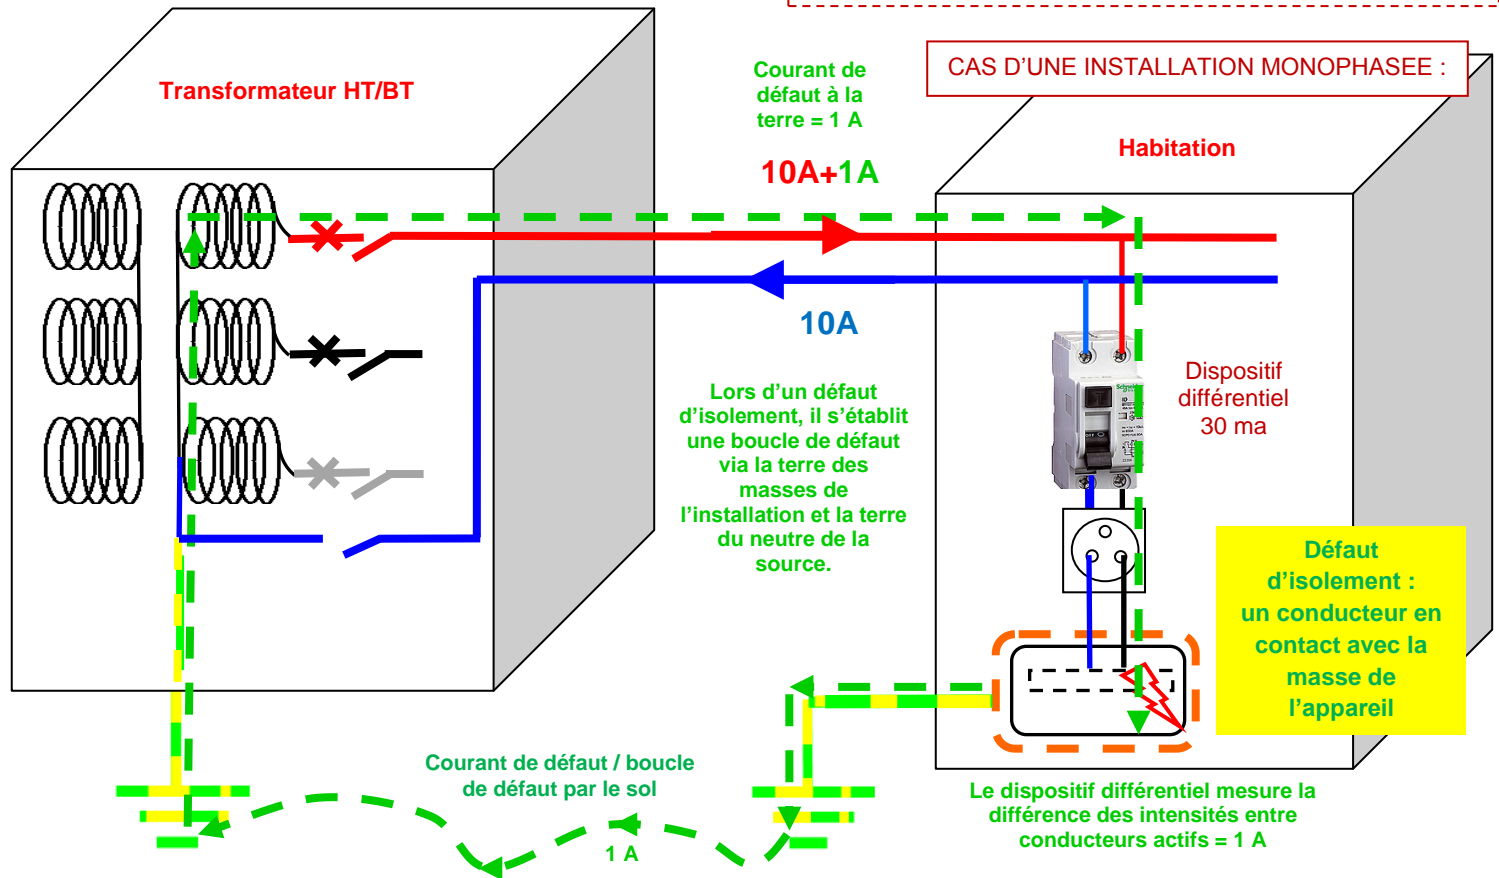 CAS D'UNE INSTALLATION MONOPHASEE :
Transformateur HT/BT
Courant de
défaut à la
terre = 1 A
10A+1A
Habitation
10A
Dispositif
différentiel
30 ma
Lors d'un défaut
d'isolement, il s'établit
une boucle de défaut
via la terre des
masses de
l'installation et la terre
du neutre de la
source.
Schneider
ID
OFF
Défaut
d'isolement :
un conducteur en
contact avec la
masse de
l'appareil
Courant de défaut / boucle
de défaut par le sol
1 A
Le dispositif différentiel mesure la
différence des intensités entre
conducteurs actifs = 1 A